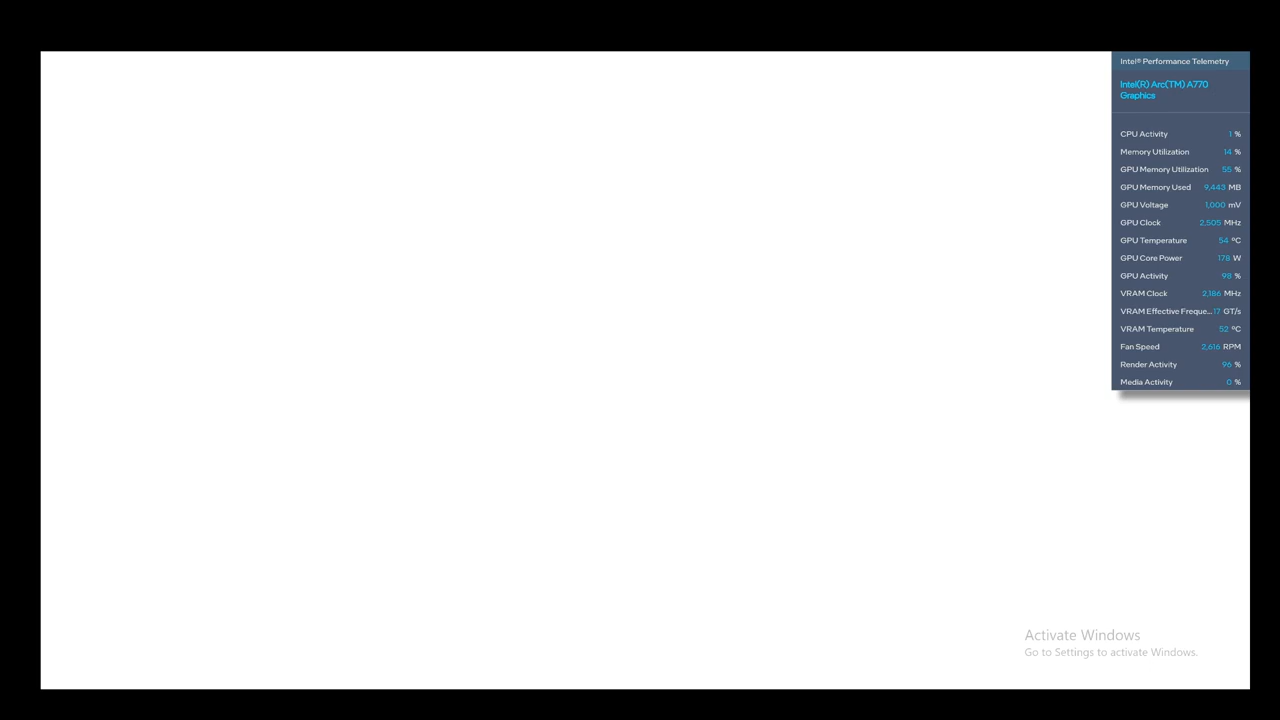 Intel® Performance Telemetry
Intel(R) Arc(TM) A770
Graphics
CPU Activity 1 %
Memory Utilization 14 %
GPU Memory Utilization 55 %
GPU Memory Used 9,443 MB
GPU Voltage 1,000 mV
GPU Clock 2,505 MHz
GPU Temperature 54 °C
GPU Core Power 178 W
GPU Activity 98 %
VRAM Clock 2,186 MHz
VRAM Effective Freque... 17 GT/s
VRAM Temperature 52 °C
Fan Speed 2,616 RPM
Render Activity 96 %
Media Activity 0 %
Activate Windows
Go to Settings to activate Windows.